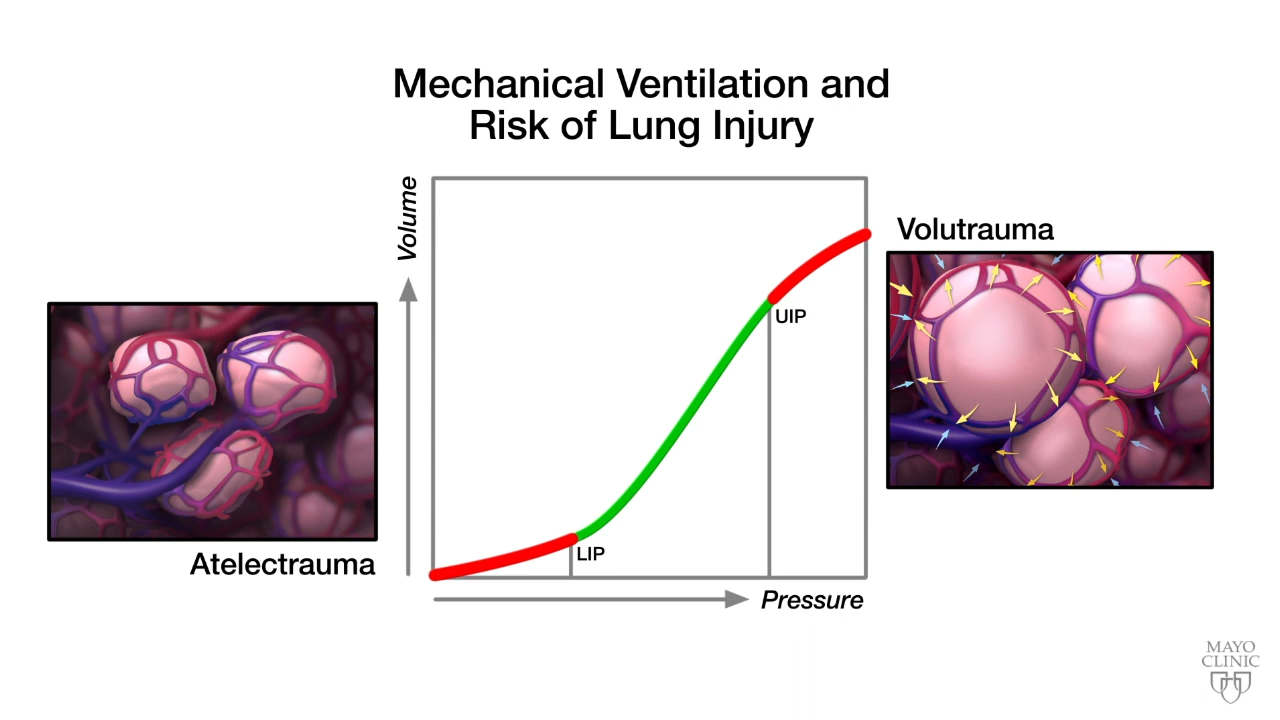 Mechanical Ventilation and
Risk of Lung Injury
Volume
Volutrauma
UIP
LIP
Atelectrauma
Pressure
MAYO
CLINIC